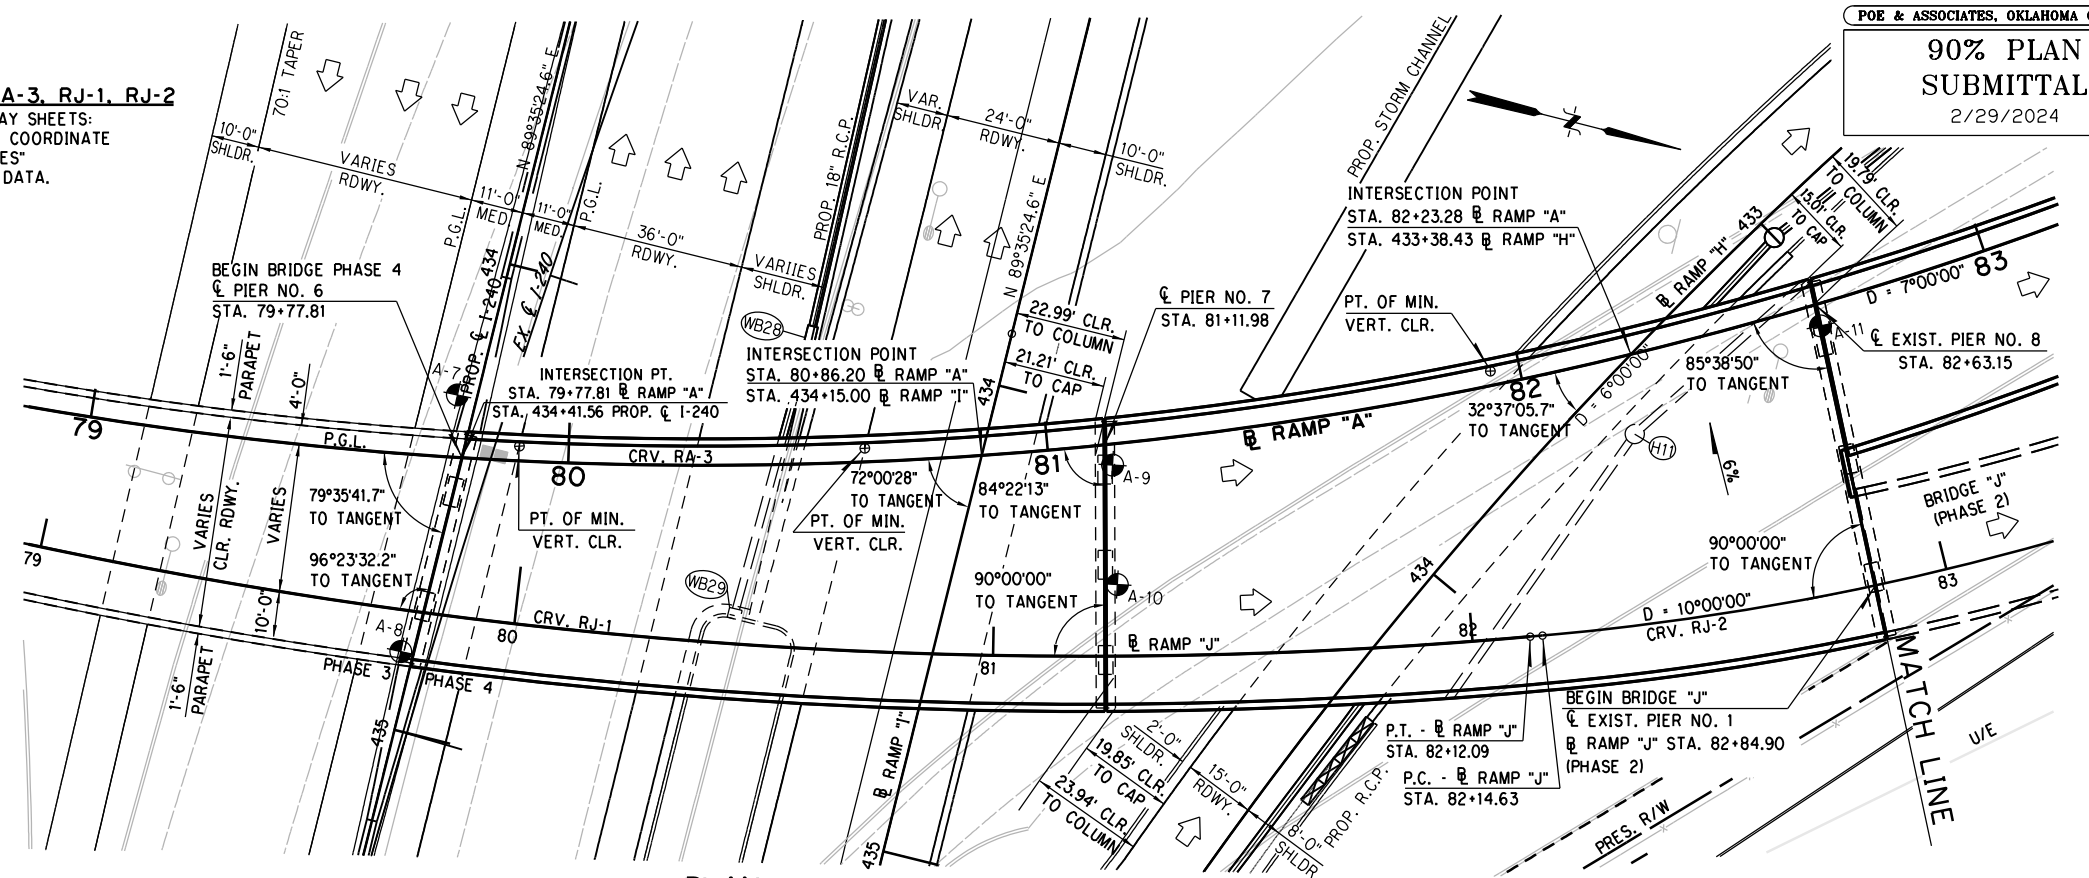 POE & ASSOCIATES, OKLAHOMA
90% PLAN
SUBMITTAL
2/29/2024
A-3, RJ-1, RJ-2
AY SHEETS:
COORDINATE
ES"
DATA.
10'-0"
SHLDR.
70:1 TAPER
VARIES
RDWY.
11'-0"
MED.
11'-0"
MED.
P.G.L.
P.G.L.
N 89°35'24.6" E
36'-0"
RDWY.
VARIIES
SHLDR.
PROP. 18" R.C.P.
VAR.
SHLDR.
24'-0"
RDWY.
10'-0"
SHLDR.
N 89°35'24.6" E
PROP. STORM CHANNEL
N
BEGIN BRIDGE PHASE 4
℄ PIER NO. 6
STA. 79+77.81
434
PROP. ℄ I-240
EX. ℄ I-240
A-7
1'-6"
PARAPET
4'-0"
INTERSECTION PT.
STA. 79+77.81 ⅊ RAMP "A"
STA. 434+41.56 PROP. ℄ I-240
WB28
INTERSECTION POINT
STA. 80+86.20 ⅊ RAMP "A"
STA. 434+15.00 ⅊ RAMP "I"
22.99' CLR.
TO COLUMN
21.21' CLR.
TO CAP
434
℄ PIER NO. 7
STA. 81+11.98
INTERSECTION POINT
STA. 82+23.28 ⅊ RAMP "A"
STA. 433+38.43 ⅊ RAMP "H"
PT. OF MIN.
VERT. CLR.
⅊ RAMP "H"
433
19.79' CLR.
TO COLUMN
15.01' CLR.
TO CAP
D = 7°00'00"
83
A-11
℄ EXIST. PIER NO. 8
STA. 82+63.15
85°38'50"
TO TANGENT
82
32°37'05.7"
TO TANGENT
D = 6°00'00"
H11
6%
79
P.G.L.
80
CRV. RA-3
81
⅊ RAMP "A"
79°35'41.7"
TO TANGENT
PT. OF MIN.
VERT. CLR.
72°00'28"
TO TANGENT
PT. OF MIN.
VERT. CLR.
84°22'13"
TO TANGENT
A-9
BRIDGE "J"
(PHASE 2)
VARIES
CLR. RDWY.
VARIES
10'-0"
79
96°23'32.2"
TO TANGENT
A-8
80
CRV. RJ-1
WB29
90°00'00"
TO TANGENT
A-10
81
⅊ RAMP "J"
434
82
90°00'00"
TO TANGENT
D = 10°00'00"
CRV. RJ-2
83
1'-6"
PARAPET
PHASE 3
PHASE 4
435
⅊ RAMP "I"
435
2'-0"
SHLDR.
19.85' CLR.
TO CAP
23.94' CLR.
TO COLUMN
15'-0"
RDWY.
8'-0"
SHLDR
PROP. R.C.P.
P.T. - ⅊ RAMP "J"
STA. 82+12.09
P.C. - ⅊ RAMP "J"
STA. 82+14.63
BEGIN BRIDGE "J"
℄ EXIST. PIER NO. 1
⅊ RAMP "J" STA. 82+84.90
(PHASE 2)
MATCH LINE
U/E
PRES. R/W